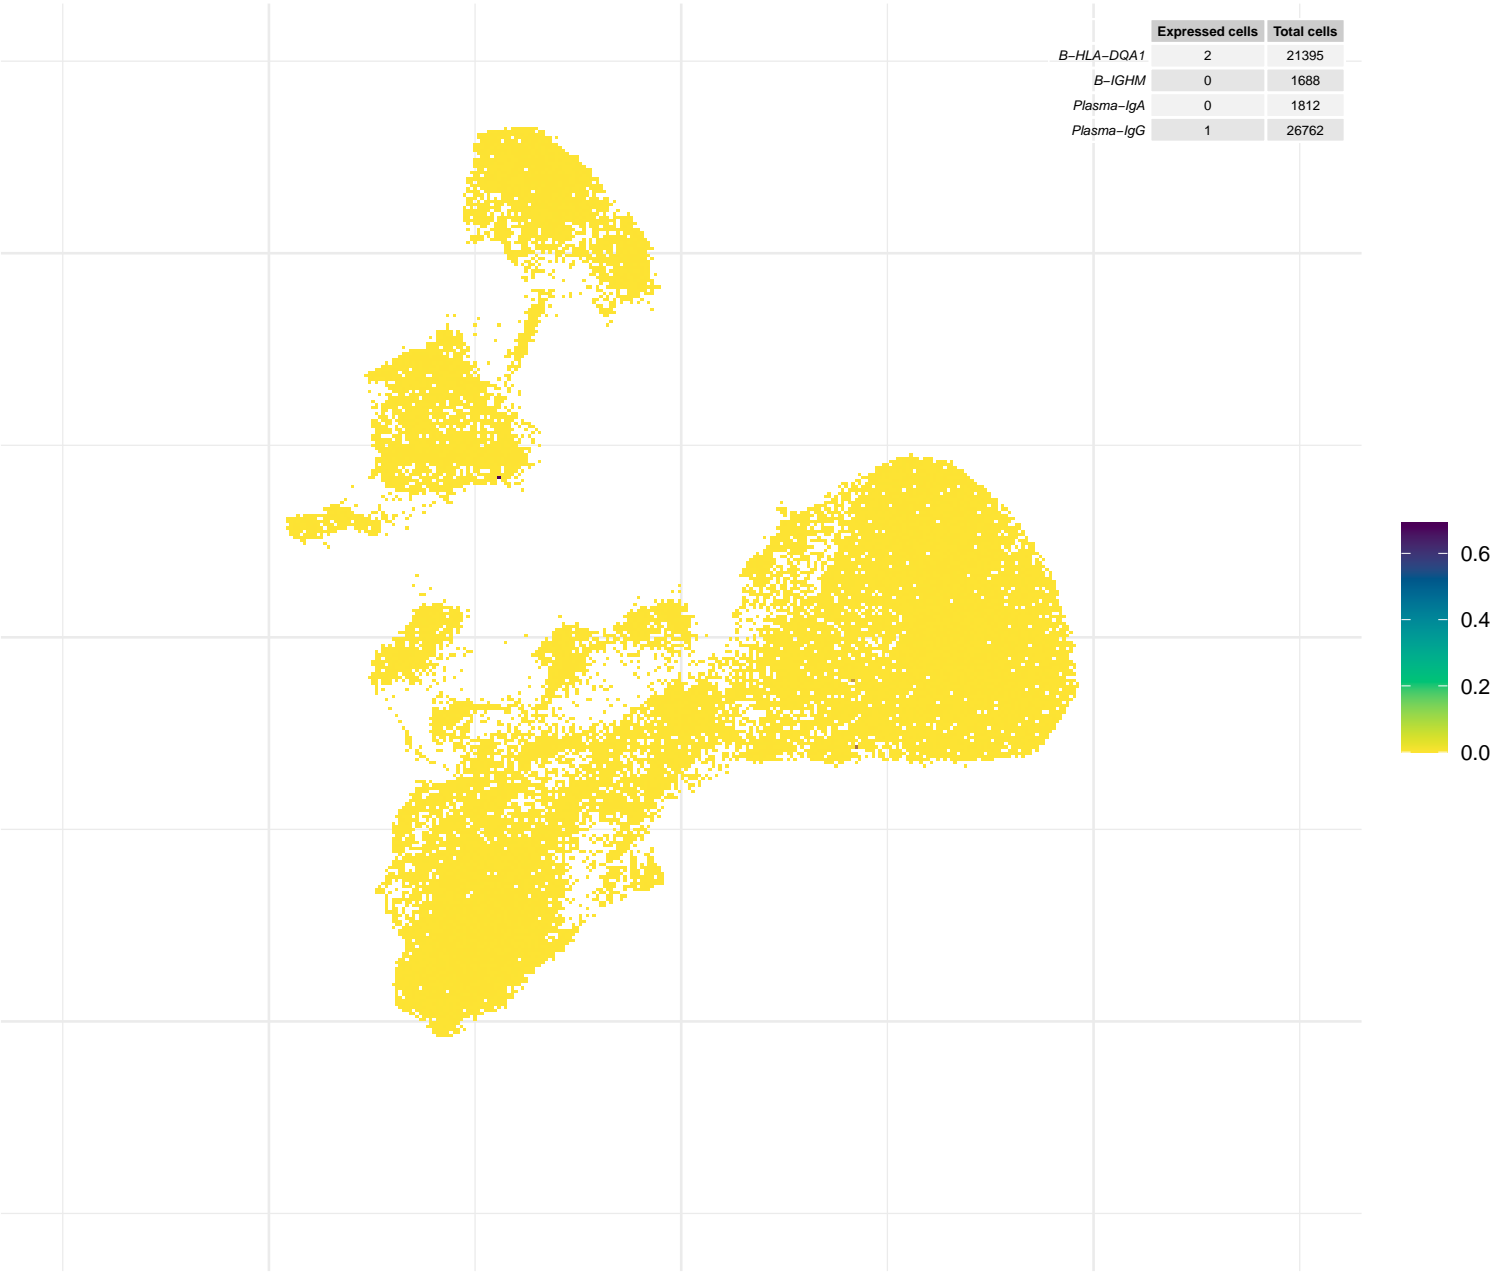 Expressed cells Total cells
B−HLA−DQA1 2 21395
B−IGHM 0 1688
Plasma−IgA 0 1812
Plasma−IgG 1 26762
0.6
0.4
0.2
0.0